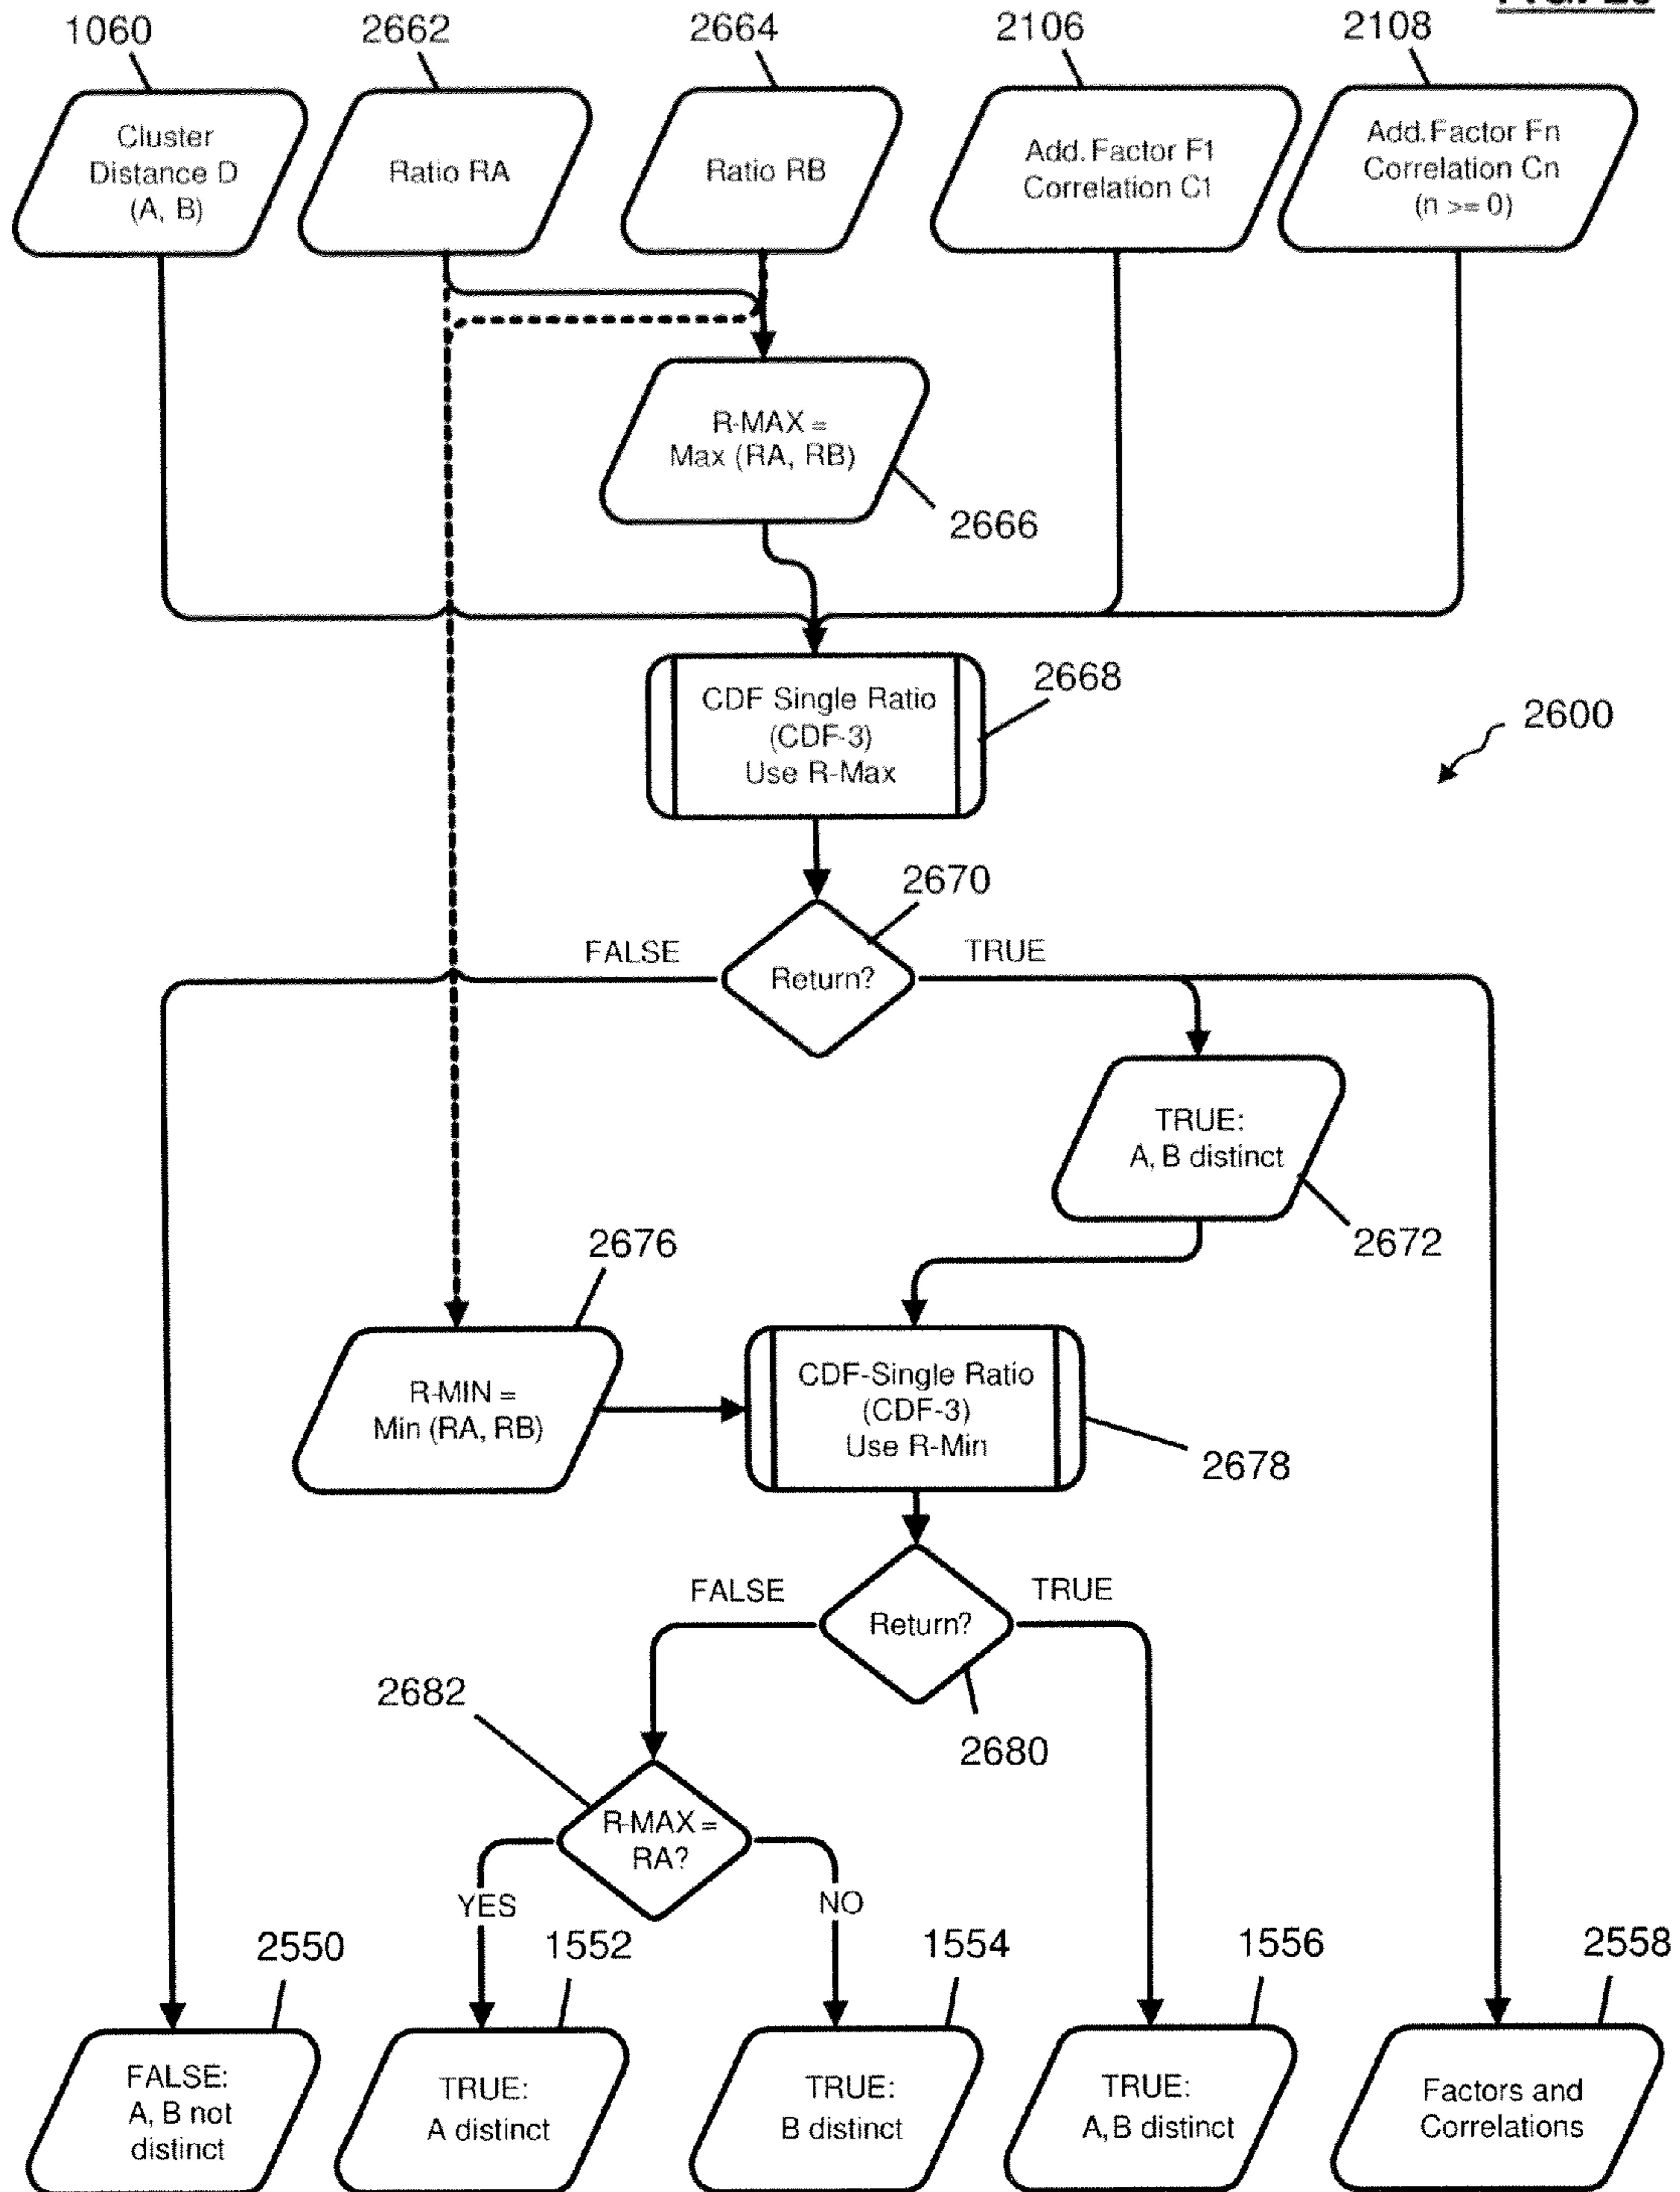 1060
2662
2664
2106
2108
Cluster
Distance D
(A, B)
Ratio RA
Ratio RB
Add. Factor F1
Correlation C1
Add. Factor Fn
Correlation Cn
(n >= 0)
R-MAX =
Max (RA, RB)
2666
CDF Single Ratio
(CDF-3)
Use R-Max
2668
2600
2670
FALSE
Return?
TRUE
TRUE:
A, B distinct
2672
2676
R-MIN =
Min (RA, RB)
CDF-Single Ratio
(CDF-3)
Use R-Min
2678
FALSE
Return?
TRUE
2680
2682
R-MAX =
RA?
YES
NO
2550
1552
1554
1556
2558
FALSE:
A, B not
distinct
TRUE:
A distinct
TRUE:
B distinct
TRUE:
A, B distinct
Factors and
Correlations